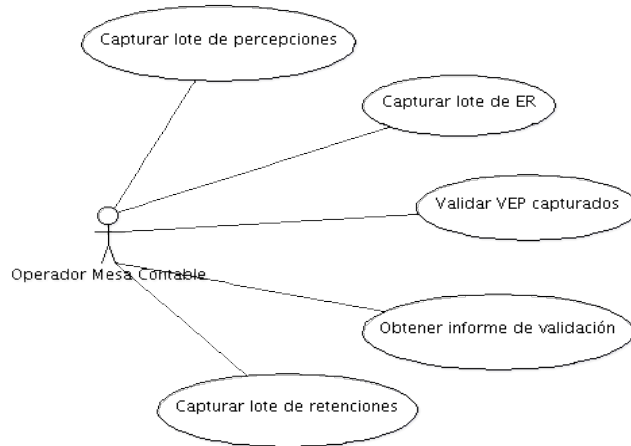 Capturar lote de percepciones
Capturar lote de ER
Validar VEP capturados
Operador Mesa Contable
Obtener informe de validación
Capturar lote de retenciones